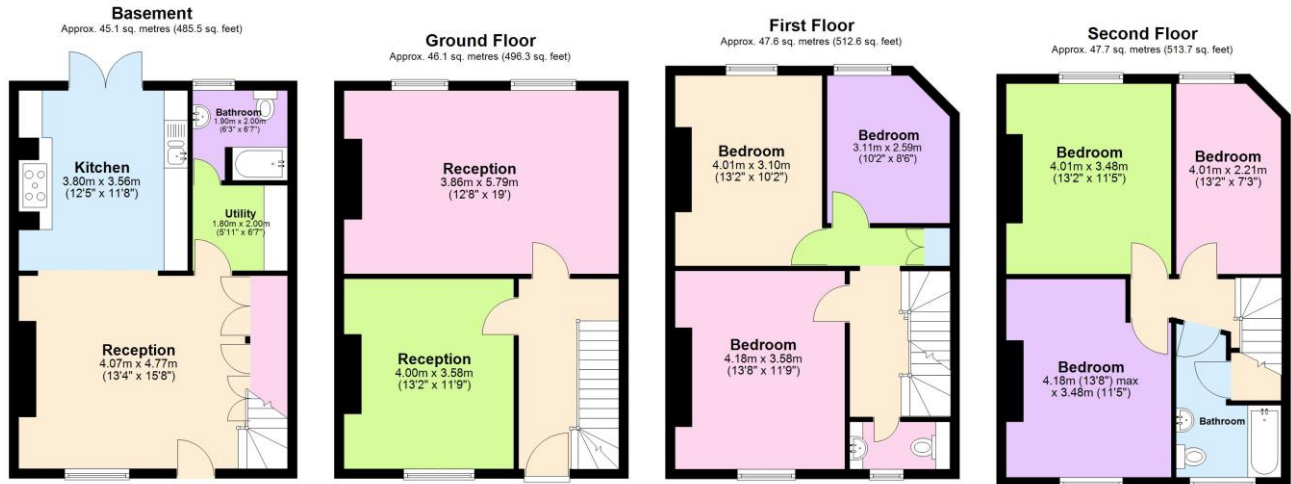 Basement
Approx. 45.1 sq. metres (485.5 sq. feet)
Kitchen
3.80m x 3.56m
(12'5" x 11'8")
Bathroom
1.90m x 2.00m
(6'3" x 6'7")
Utility
1.80m x 2.00m
(5'11" x 6'7")
Reception
4.07m x 4.77m
(13'4" x 15'8")
Ground Floor
Approx. 46.1 sq. metres (496.3 sq. feet)
Reception
3.86m x 5.79m
(12'8" x 19')
Reception
4.00m x 3.58m
(13'2" x 11'9")
First Floor
Approx. 47.6 sq. metres (512.6 sq. feet)
Bedroom
4.01m x 3.10m
(13'2" x 10'2")
Bedroom
3.11m x 2.59m
(10'2" x 8'6")
Bedroom
4.18m x 3.58m
(13'8" x 11'9")
Second Floor
Approx. 47.7 sq. metres (513.7 sq. feet)
Bedroom
4.01m x 3.48m
(13'2" x 11'5")
Bedroom
4.01m x 2.21m
(13'2" x 7'3")
Bedroom
4.18m (13'8") max
x 3.48m (11'5")
Bathroom